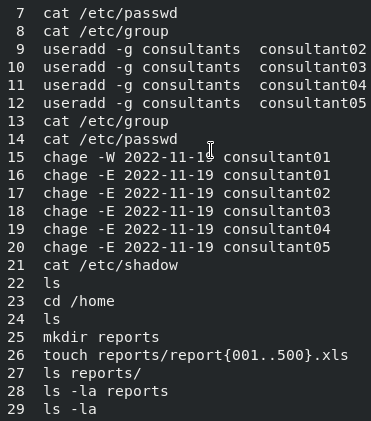 7 cat /etc/passwd
8 cat /etc/group
9 useradd -g consultants consultant02
10 useradd -g consultants consultant03
11 useradd -g consultants consultant04
12 useradd -g consultants consultant05
13 cat /etc/group
14 cat /etc/passwd
15 chage -W 2022-11-19 consultant01
16 chage -E 2022-11-19 consultant01
17 chage -E 2022-11-19 consultant02
18 chage -E 2022-11-19 consultant03
19 chage -E 2022-11-19 consultant04
20 chage -E 2022-11-19 consultant05
21 cat /etc/shadow
22 ls
23 cd /home
24 ls
25 mkdir reports
26 touch reports/report{001..500}.xls
27 ls reports/
28 ls -la reports
29 ls -la